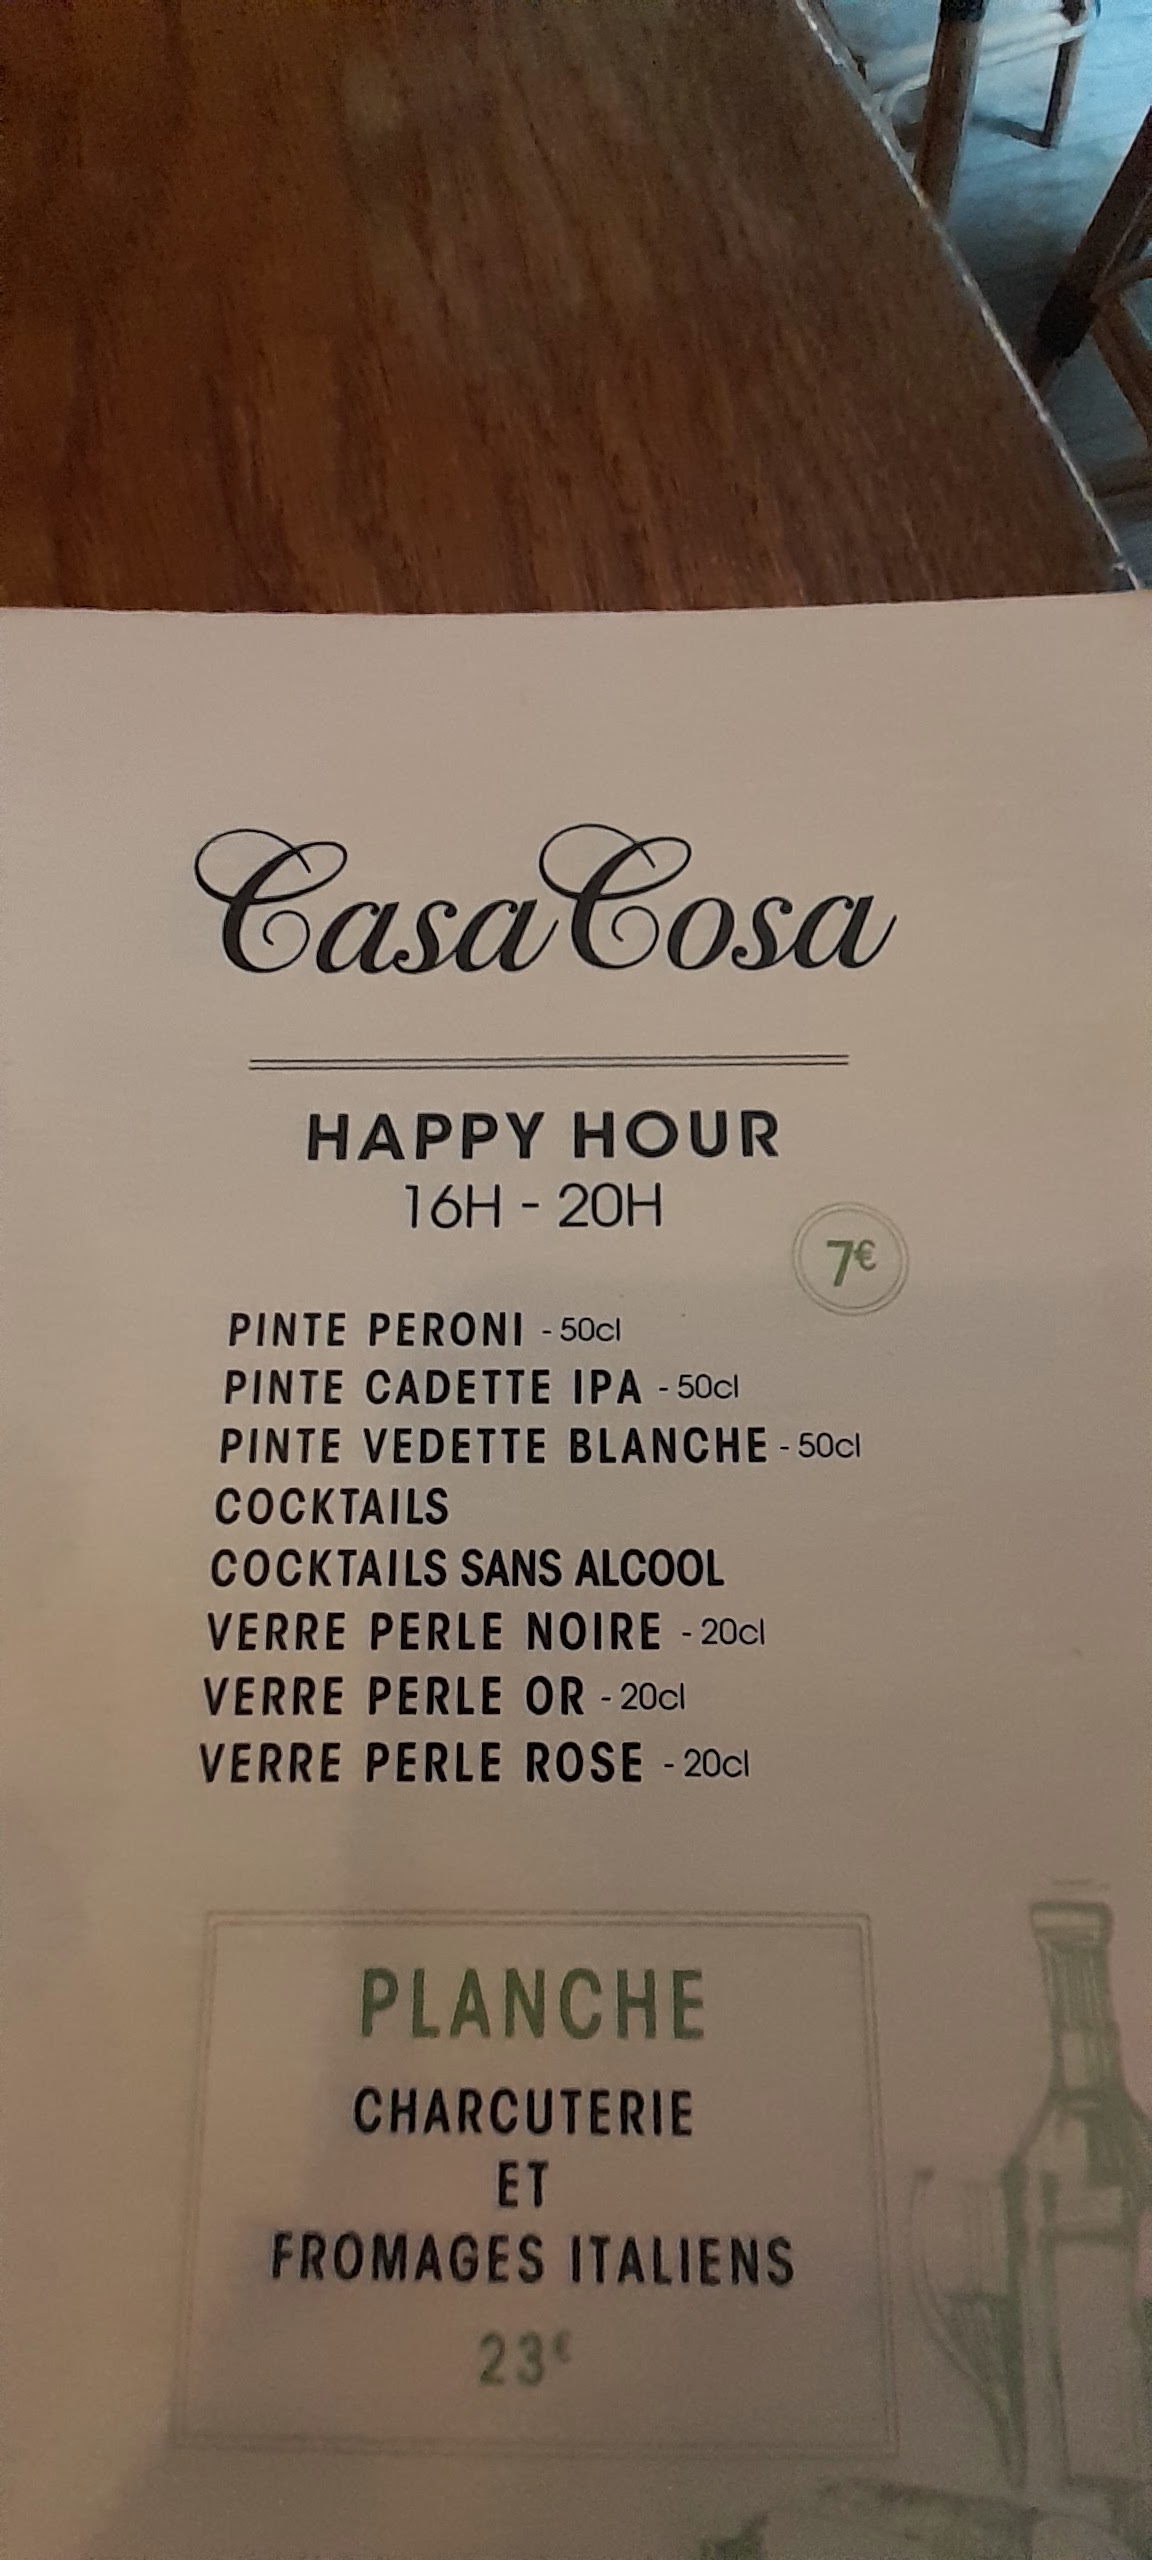 CasaCosa
HAPPY HOUR
16H - 20H
7€
PINTE PERONI - 50cl
PINTE CADETTE IPA - 50cl
PINTE VEDETTE BLANCHE - 50cl
COCKTAILS
COCKTAILS SANS ALCOOL
VERRE PERLE NOIRE - 20cl
VERRE PERLE OR - 20cl
VERRE PERLE ROSE - 20cl
PLANCHE
CHARCUTERIE
ET
FROMAGES ITALIENS
23€